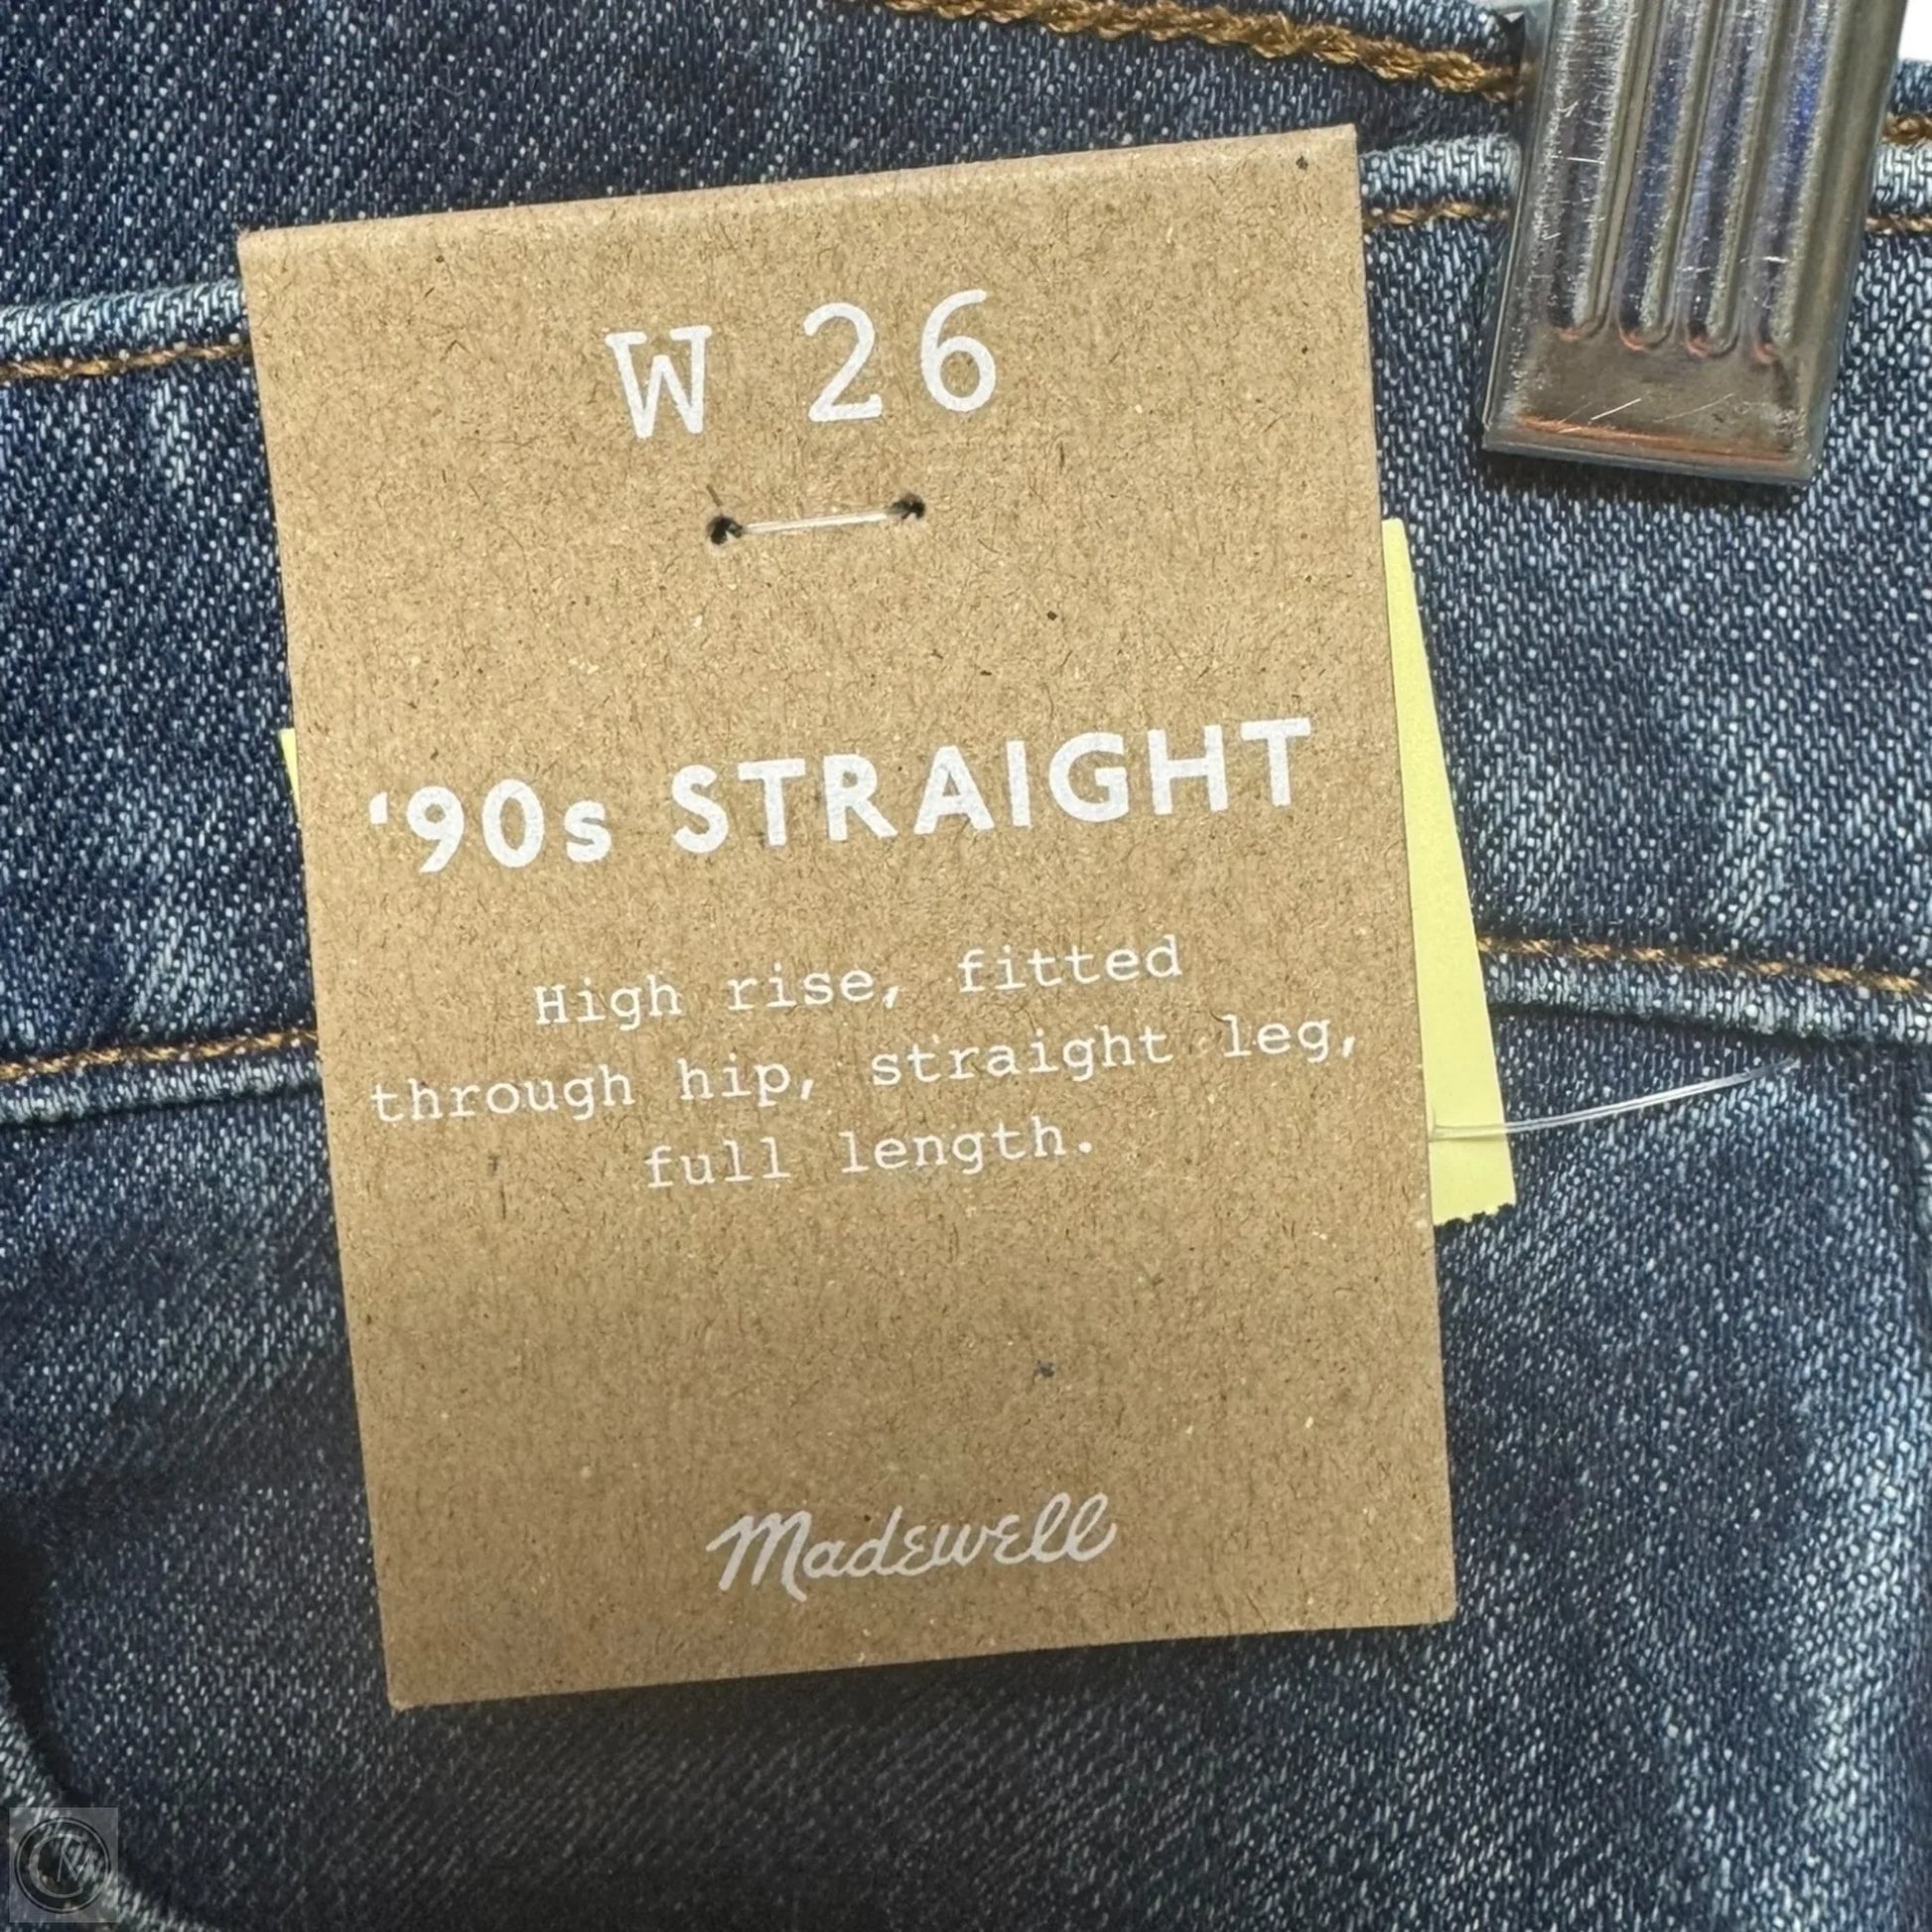 W 26
‘90s STRAIGHT
High rise, fitted
through hip, straight leg,
full length.
Madewell